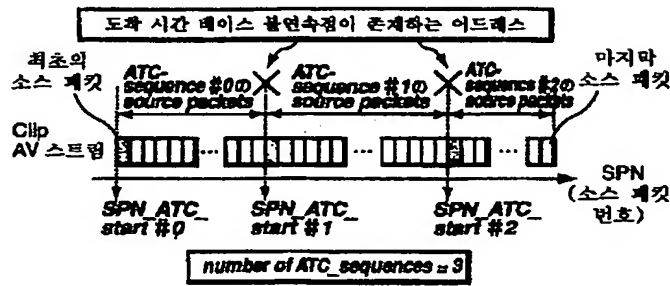 도착 시간 베이스 불연속점이 존재하는 어드레스
최초의
소스 패킷
ATC-
sequence #0の
source packets
ATC-
sequence #1の
source packets
ATC-
sequence #2の
source packets
마지막
소스 패킷
Clip
AV 스트림
... ... ...
SPN
(소스 패킷
번호)
SPN_ATC_
start #0
SPN_ATC_
start #1
SPN_ATC_
start #2
number of ATC_sequences = 3